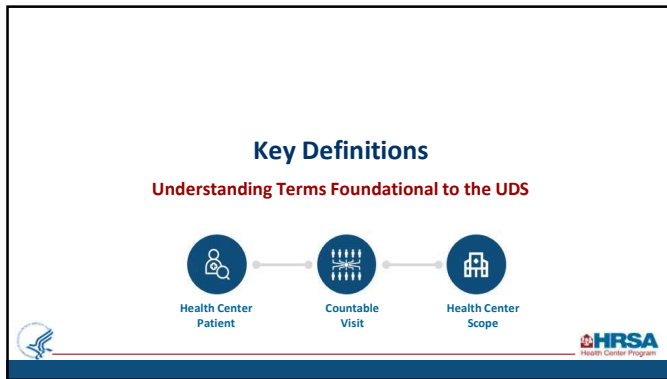 Key Definitions
Understanding Terms Foundational to the UDS
Health Center
Patient
Countable
Visit
Health Center
Scope
HRSA
Health Center Program